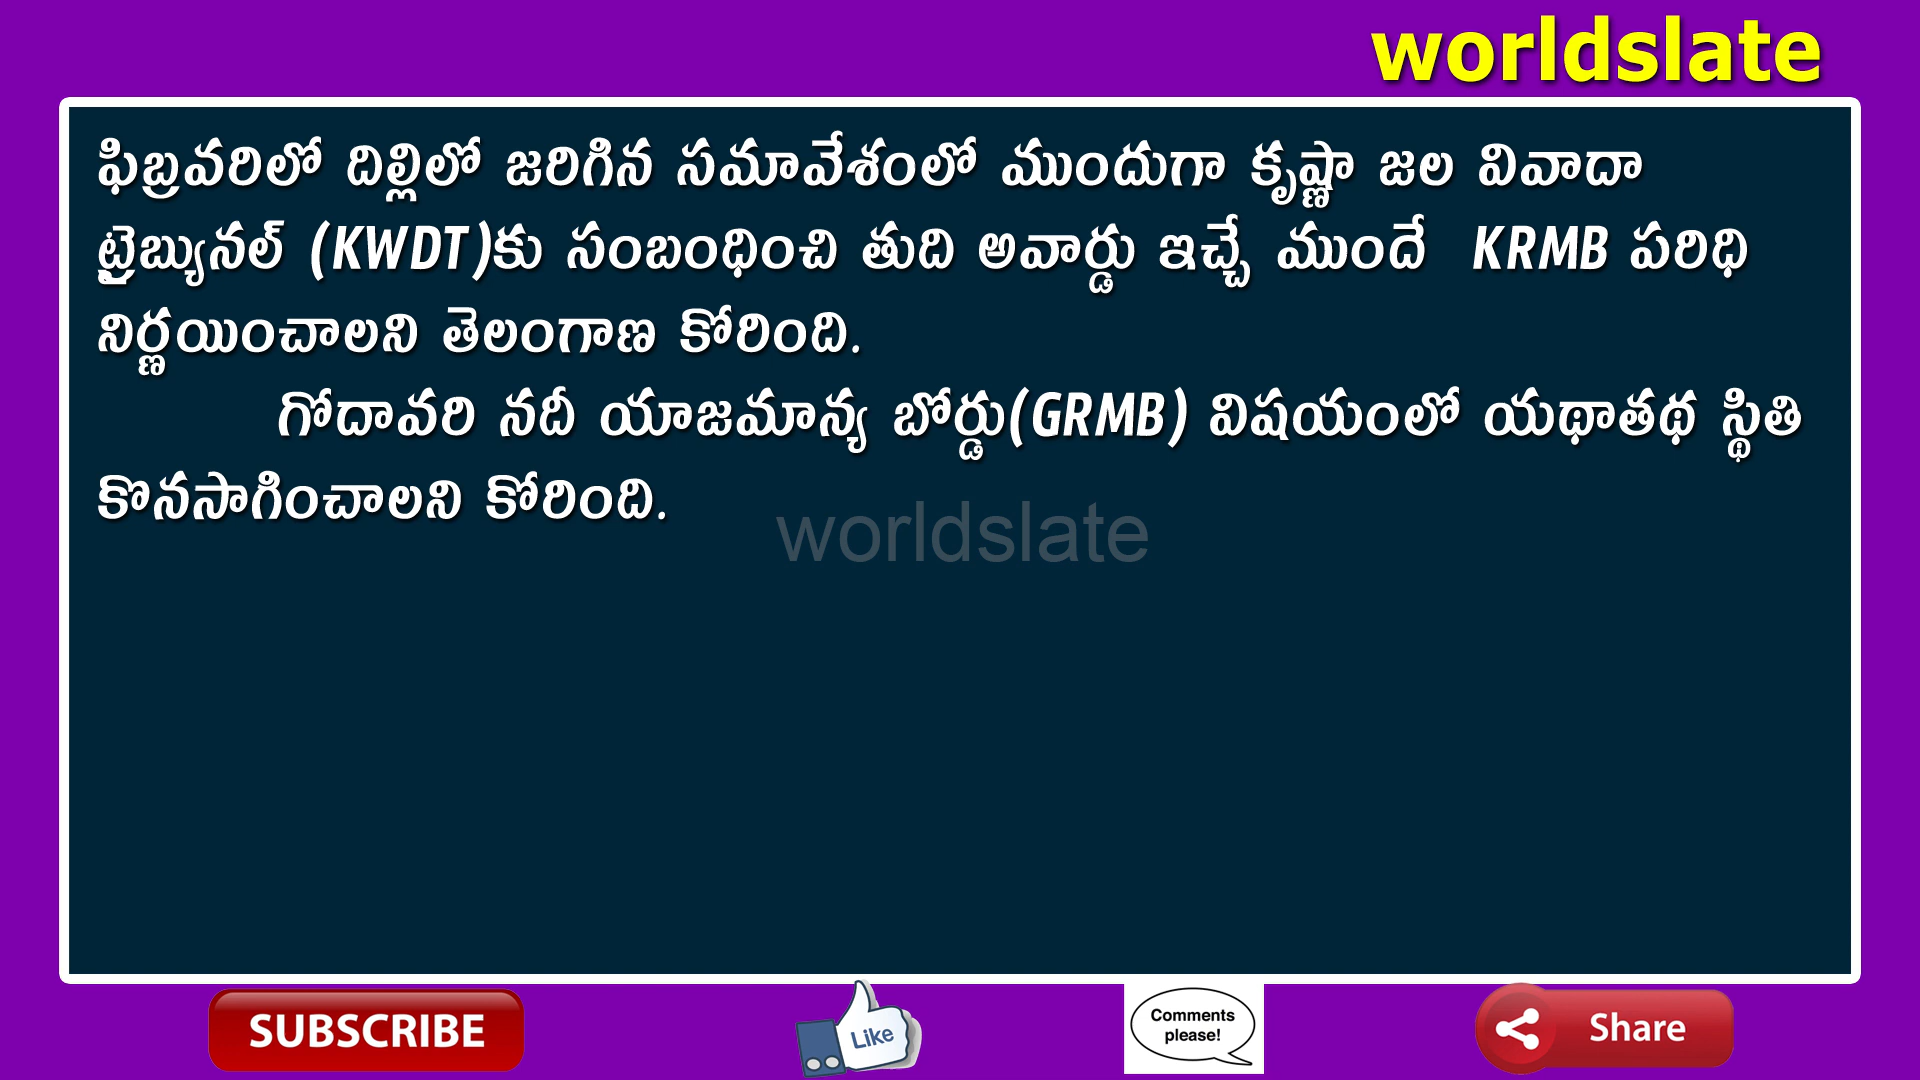 worldslate
ఫిబ్రవరిలో దిల్లిలో జరిగిన సమావేశంలో ముందుగా కృష్ణా జల వివాదా
ట్రైబ్యునల్ (KWDT)కు సంబంధించి తుది అవార్డు ఇచ్చే ముందే KRMB పరిధి
నిర్ణయించాలని తెలంగాణ కోరింది.
గోదావరి నదీ యాజమాన్య బోర్డు(GRMB) విషయంలో యథాతథ స్థితి
కొనసాగించాలని కోరింది.
worldslate
SUBSCRIBE
Like
Comments
please!
Share